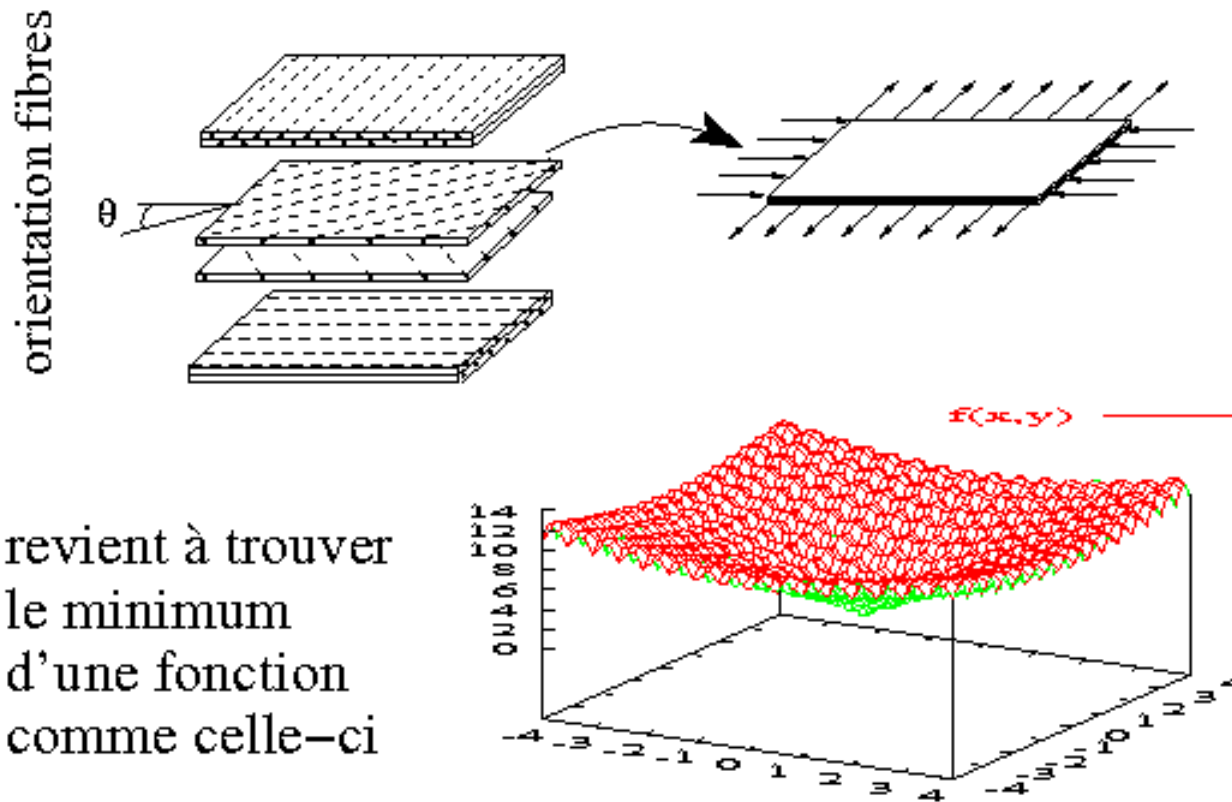 orientation fibres
θ
revient à trouver
le minimum
d'une fonction
comme celle-ci
f(x,y)
14
12
10
8
6
4
2
0
-4 -3 -2 -1 0 1 2 3 4
-4 -3 -2 -1 0 1 2 3 4